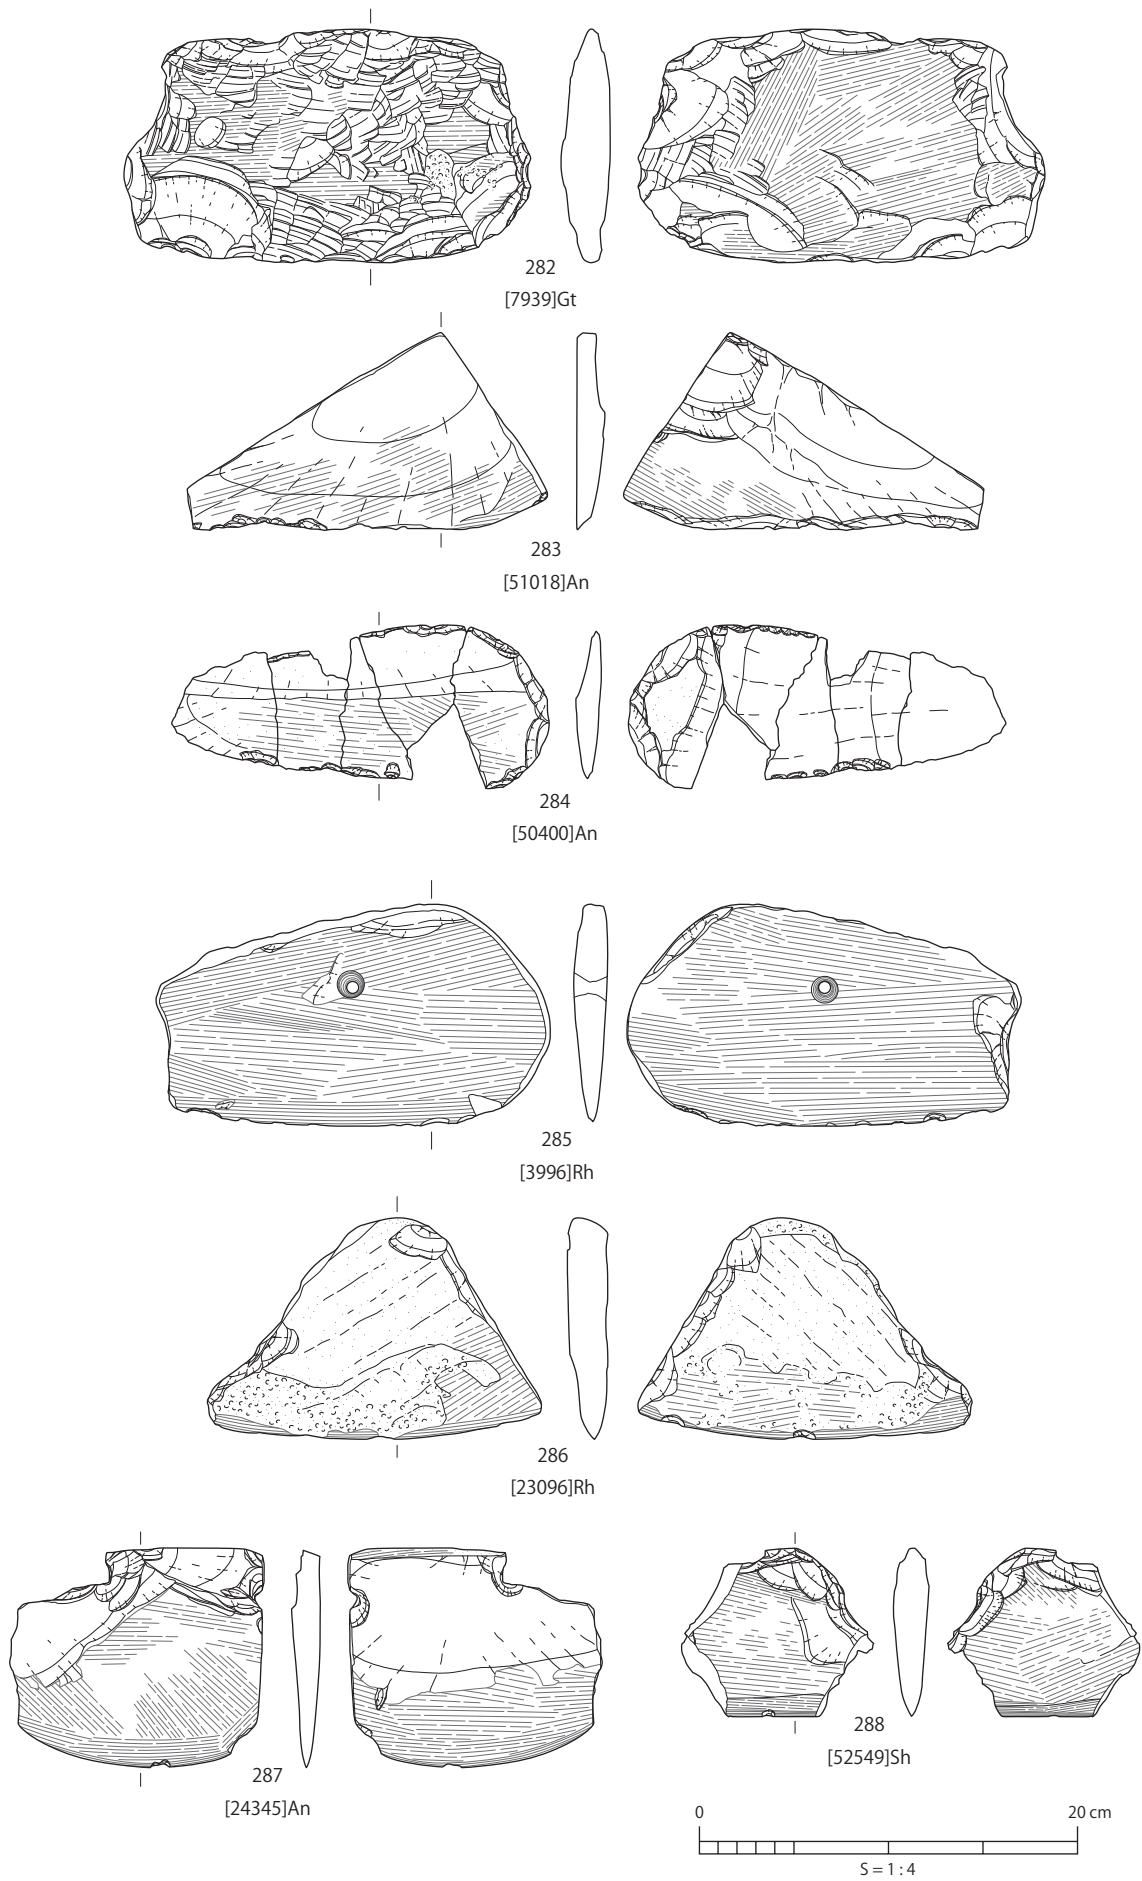 282
[7939]Gt
283
[51018]An
284
[50400]An
285
[3996]Rh
286
[23096]Rh
287
[24345]An
288
[52549]Sh
0 20 cm
S = 1 : 4